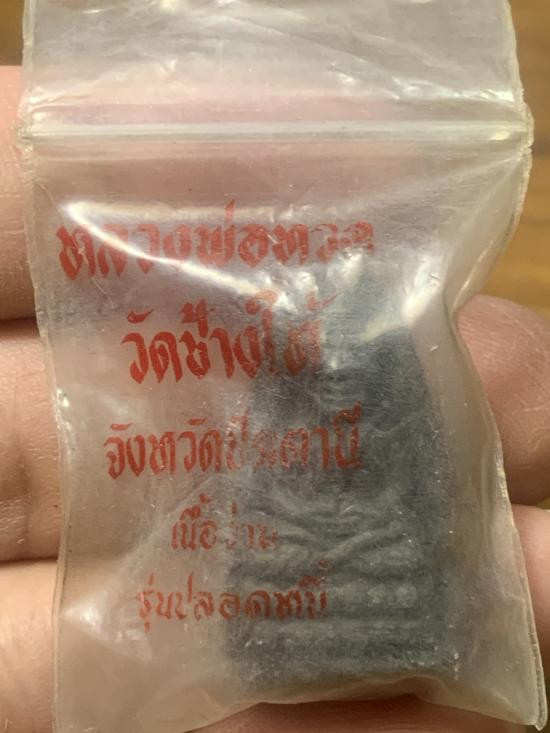 หลวงพ่อทวด
วัดช้างให้
จังหวัดปัตตานี
เนื้อว่าน
รุ่นปลอดหนี้